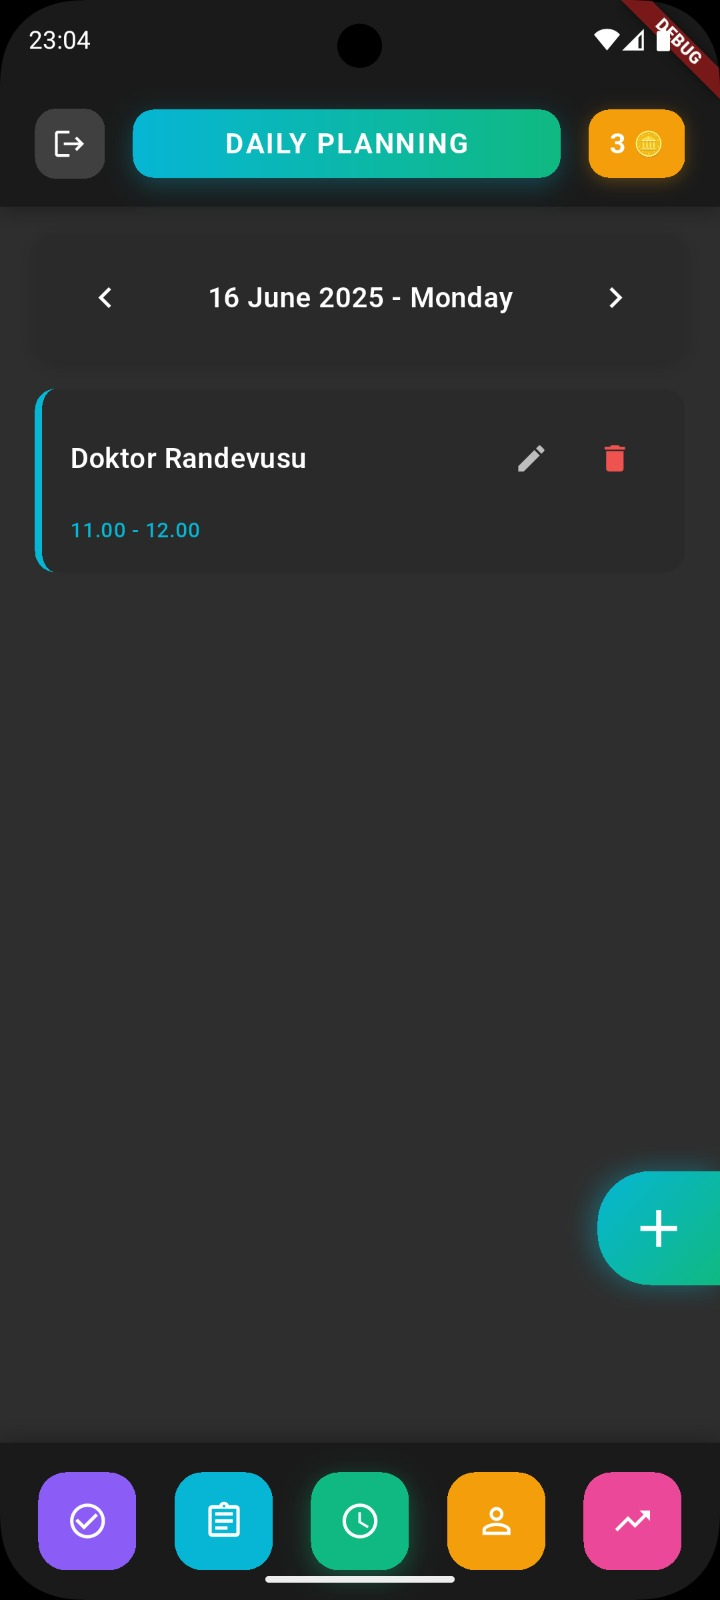 23:04
DEBUG
DAILY PLANNING
3
16 June 2025 - Monday
Doktor Randevusu
11.00 - 12.00